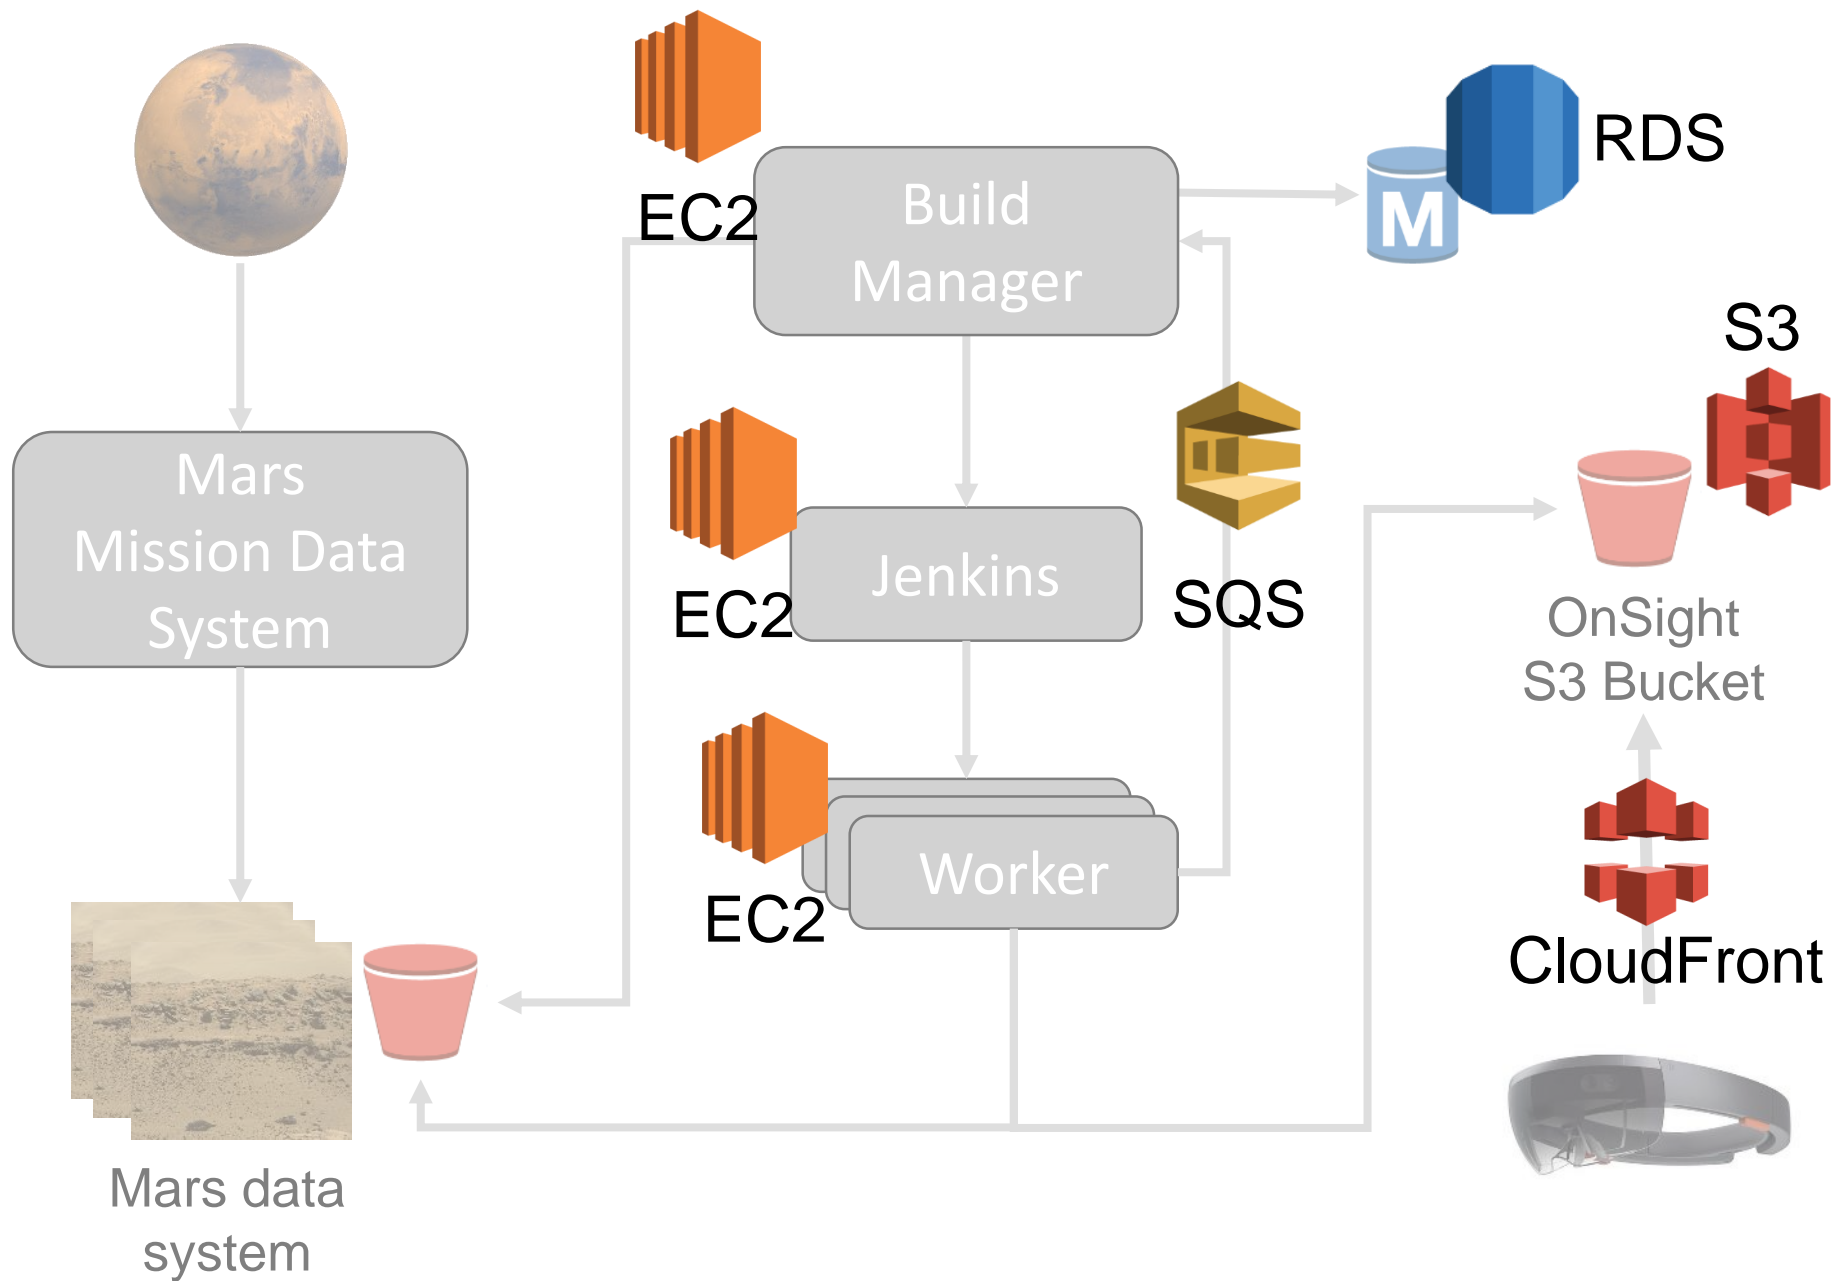 EC2
Build
Manager
RDS
M
S3
Mars
Mission Data
System
EC2
Jenkins
SQS
OnSight
S3 Bucket
EC2
Worker
CloudFront
Mars data
system